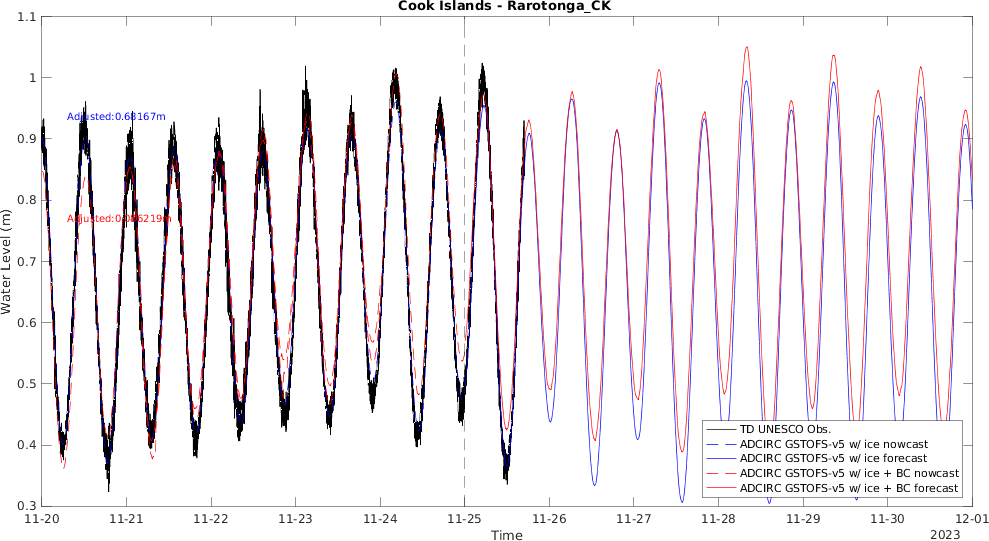 Cook Islands - Rarotonga_CK
1.1
1
0.9
0.8
0.7
0.6
0.5
0.4
0.3
Water Level (m)
Adjusted:0.68167m
TD UNESCO Obs.
ADCIRC GSTOFS-v5 w/ ice nowcast
ADCIRC GSTOFS-v5 w/ ice forecast
ADCIRC GSTOFS-v5 w/ ice + BC nowcast
ADCIRC GSTOFS-v5 w/ ice + BC forecast
11-20 11-21 11-22 11-23 11-24 11-25 11-26 11-27 11-28 11-29 11-30 12-01
Time
2023